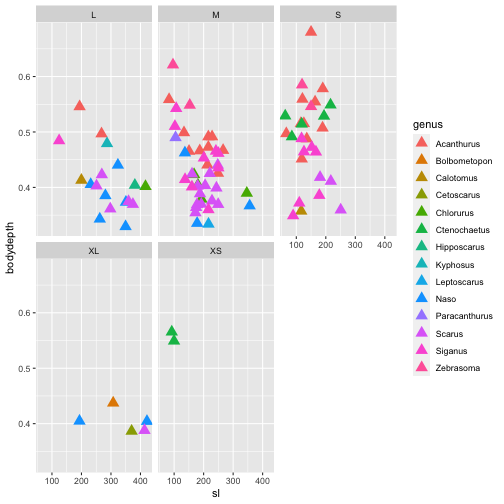 L M S
0.6
0.5
0.4
XL XS
100 200 300 400
0.6
0.5
0.4
100 200 300 400 100 200 300 400
sl
bodydepth
genus
Acanthurus
Bolbometopon
Calotomus
Cetoscarus
Chlorurus
Ctenochaetus
Hipposcarus
Kyphosus
Leptoscarus
Naso
Paracanthurus
Scarus
Siganus
Zebrasoma